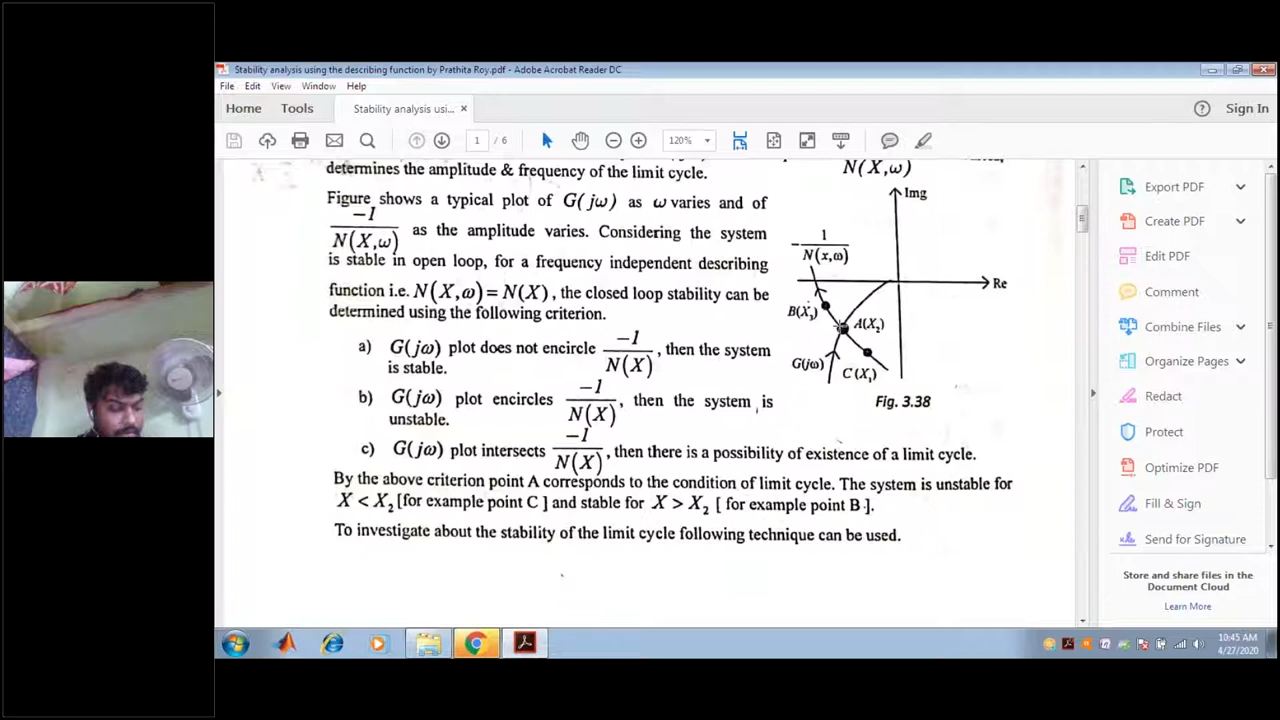 Stability analysis using the describing function by Prathita Roy.pdf - Adobe Acrobat Reader DC
File Edit View Window Help
Home Tools Stability analysis usi... ×
Sign In
1 / 6
120%
determines the amplitude & frequency of the limit cycle.
N(X,ω)
Figure shows a typical plot of G(jω) as ω varies and of
-1
N(X,ω)
as the amplitude varies. Considering the system
is stable in open loop, for a frequency independent describing
function i.e. N(X,ω)=N(X), the closed loop stability can be
determined using the following criterion.
a) G(jω) plot does not encircle -1/N(X), then the system
is stable.
b) G(jω) plot encircles -1/N(X), then the system is
unstable.
c) G(jω) plot intersects -1/N(X), then there is a possibility of existence of a limit cycle.
By the above criterion point A corresponds to the condition of limit cycle. The system is unstable for
X < X₂ [for example point C ] and stable for X > X₂ [ for example point B ].
To investigate about the stability of the limit cycle following technique can be used.
Img
- 1/N(x,ω)
Re
B(X₃)
A(X₂)
G(jω)
C(X₁)
Fig. 3.38
Export PDF
Create PDF
Edit PDF
Comment
Combine Files
Organize Pages
Redact
Protect
Optimize PDF
Fill & Sign
Send for Signature
Store and share files in the
Document Cloud
Learn More
10:45 AM
4/27/2020